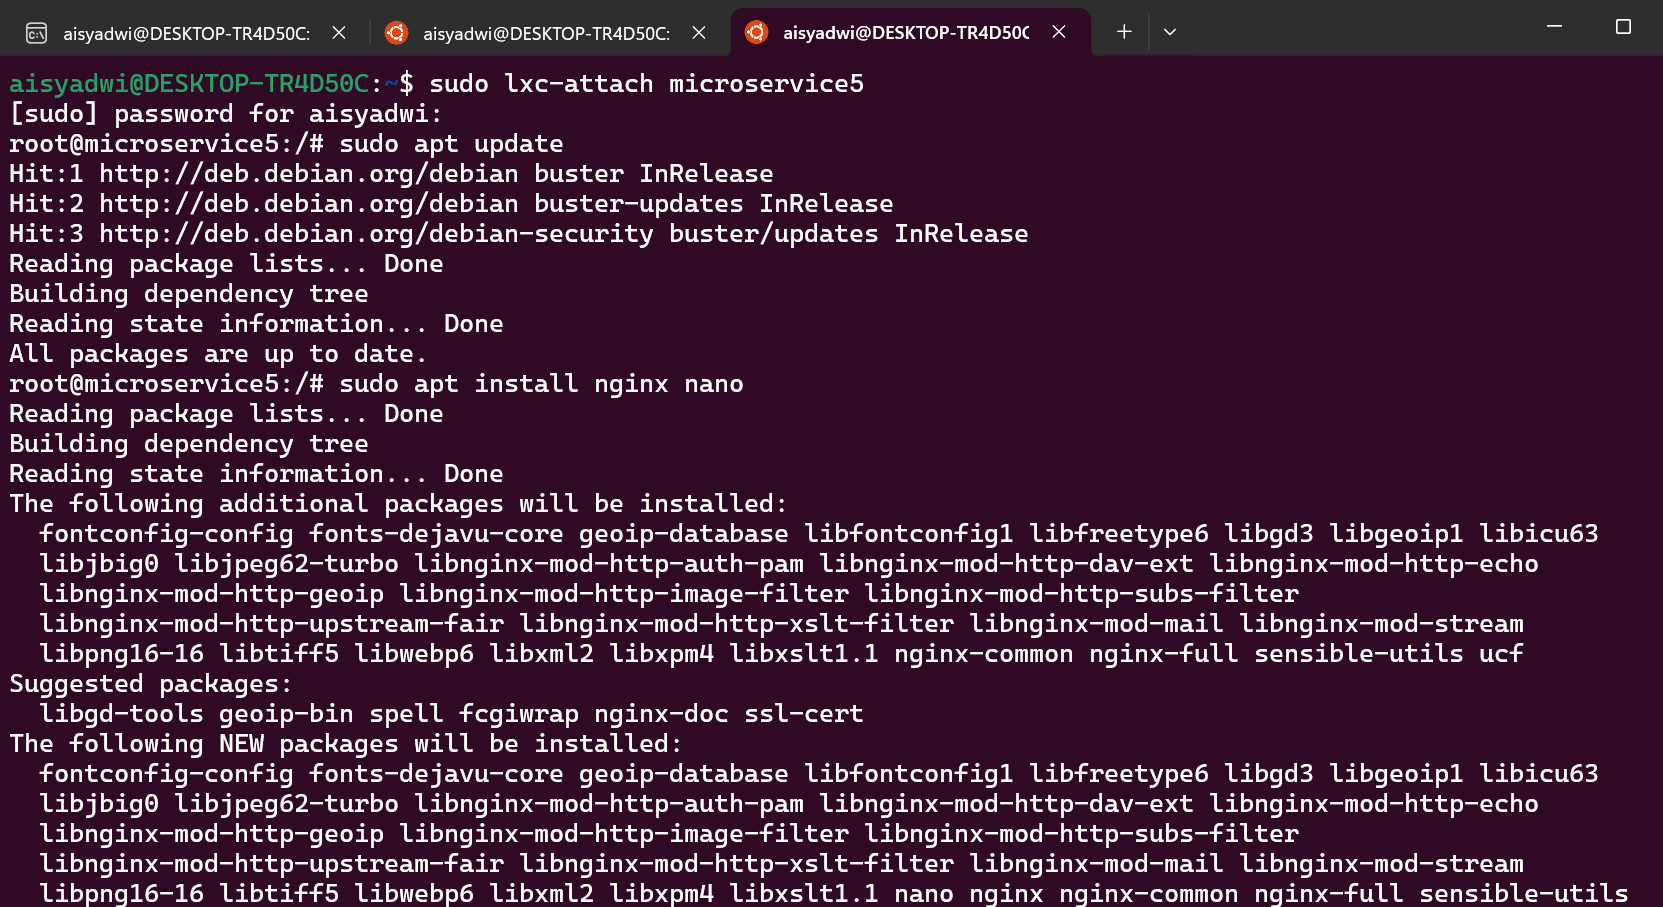 aisyadwi@DESKTOP-TR4D50C: aisyadwi@DESKTOP-TR4D50C: aisyadwi@DESKTOP-TR4D50C
aisyadwi@DESKTOP-TR4D50C:~$ sudo lxc-attach microservice5
[sudo] password for aisyadwi:
root@microservice5:/# sudo apt update
Hit:1 http://deb.debian.org/debian buster InRelease
Hit:2 http://deb.debian.org/debian buster-updates InRelease
Hit:3 http://deb.debian.org/debian-security buster/updates InRelease
Reading package lists... Done
Building dependency tree
Reading state information... Done
All packages are up to date.
root@microservice5:/# sudo apt install nginx nano
Reading package lists... Done
Building dependency tree
Reading state information... Done
The following additional packages will be installed:
  fontconfig-config fonts-dejavu-core geoip-database libfontconfig1 libfreetype6 libgd3 libgeoip1 libicu63
  libjbig0 libjpeg62-turbo libnginx-mod-http-auth-pam libnginx-mod-http-dav-ext libnginx-mod-http-echo
  libnginx-mod-http-geoip libnginx-mod-http-image-filter libnginx-mod-http-subs-filter
  libnginx-mod-http-upstream-fair libnginx-mod-http-xslt-filter libnginx-mod-mail libnginx-mod-stream
  libpng16-16 libtiff5 libwebp6 libxml2 libxpm4 libxslt1.1 nginx-common nginx-full sensible-utils ucf
Suggested packages:
  libgd-tools geoip-bin spell fcgiwrap nginx-doc ssl-cert
The following NEW packages will be installed:
  fontconfig-config fonts-dejavu-core geoip-database libfontconfig1 libfreetype6 libgd3 libgeoip1 libicu63
  libjbig0 libjpeg62-turbo libnginx-mod-http-auth-pam libnginx-mod-http-dav-ext libnginx-mod-http-echo
  libnginx-mod-http-geoip libnginx-mod-http-image-filter libnginx-mod-http-subs-filter
  libnginx-mod-http-upstream-fair libnginx-mod-http-xslt-filter libnginx-mod-mail libnginx-mod-stream
  libpng16-16 libtiff5 libwebp6 libxml2 libxpm4 libxslt1.1 nano nginx nginx-common nginx-full sensible-utils